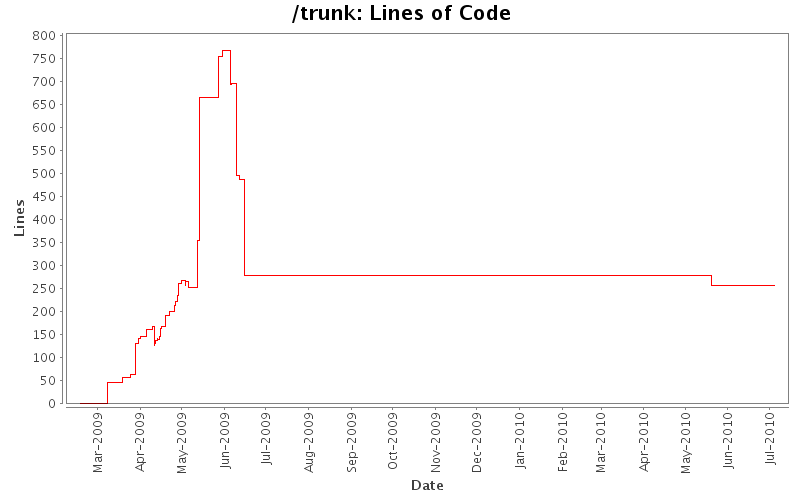 /trunk: Lines of Code
800
750
700
650
600
550
500
450
400
350
300
250
200
150
100
50
0
Lines
Mar-2009
Apr-2009
May-2009
Jun-2009
Jul-2009
Aug-2009
Sep-2009
Oct-2009
Nov-2009
Dec-2009
Jan-2010
Feb-2010
Mar-2010
Apr-2010
May-2010
Jun-2010
Jul-2010
Date